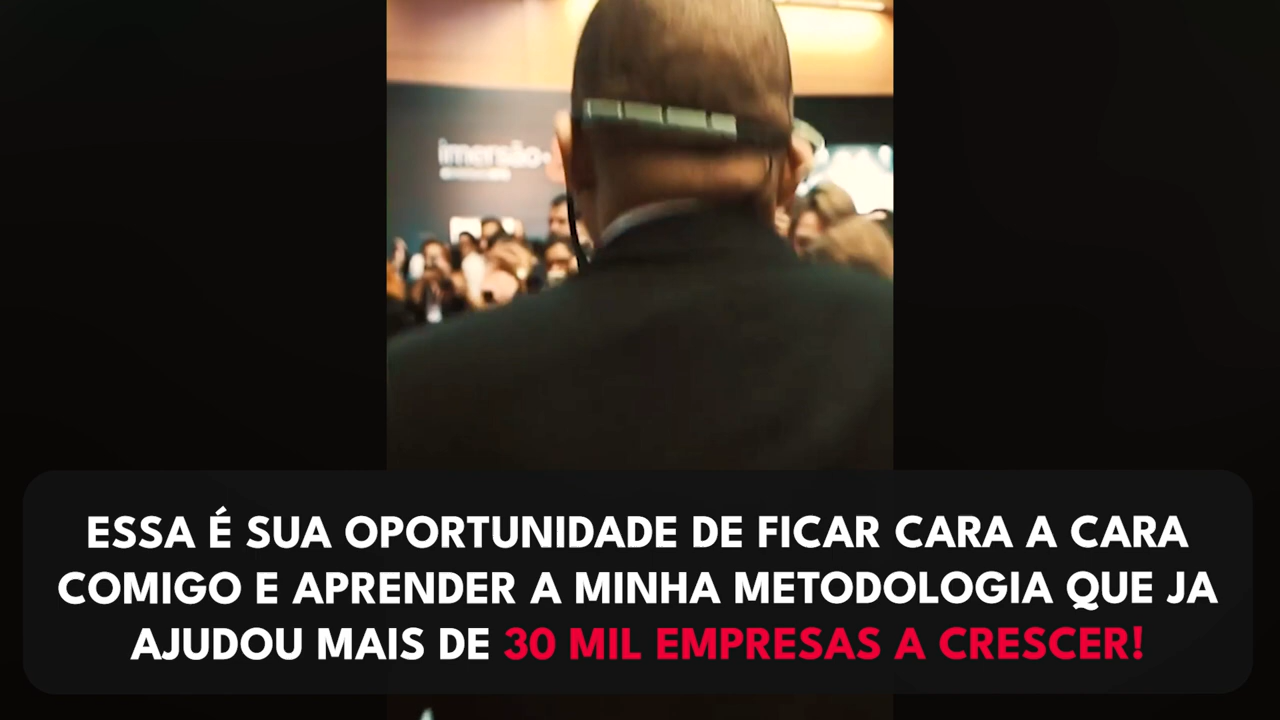 imersão
ESSA É SUA OPORTUNIDADE DE FICAR CARA A CARA
COMIGO E APRENDER A MINHA METODOLOGIA QUE JA
AJUDOU MAIS DE 30 MIL EMPRESAS A CRESCER!